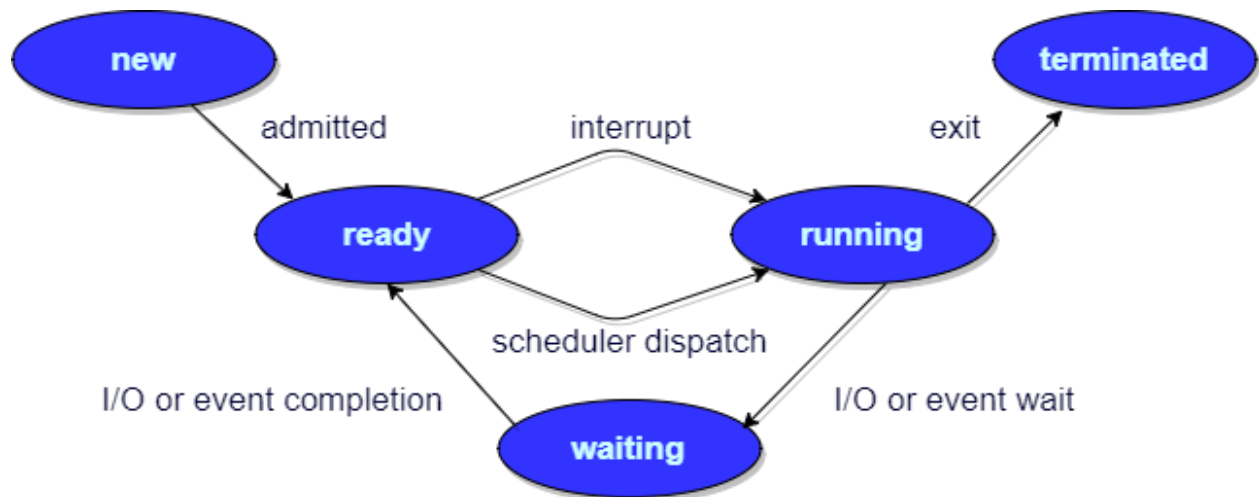 new
terminated
admitted
interrupt
exit
ready
running
scheduler dispatch
I/O or event completion
I/O or event wait
waiting